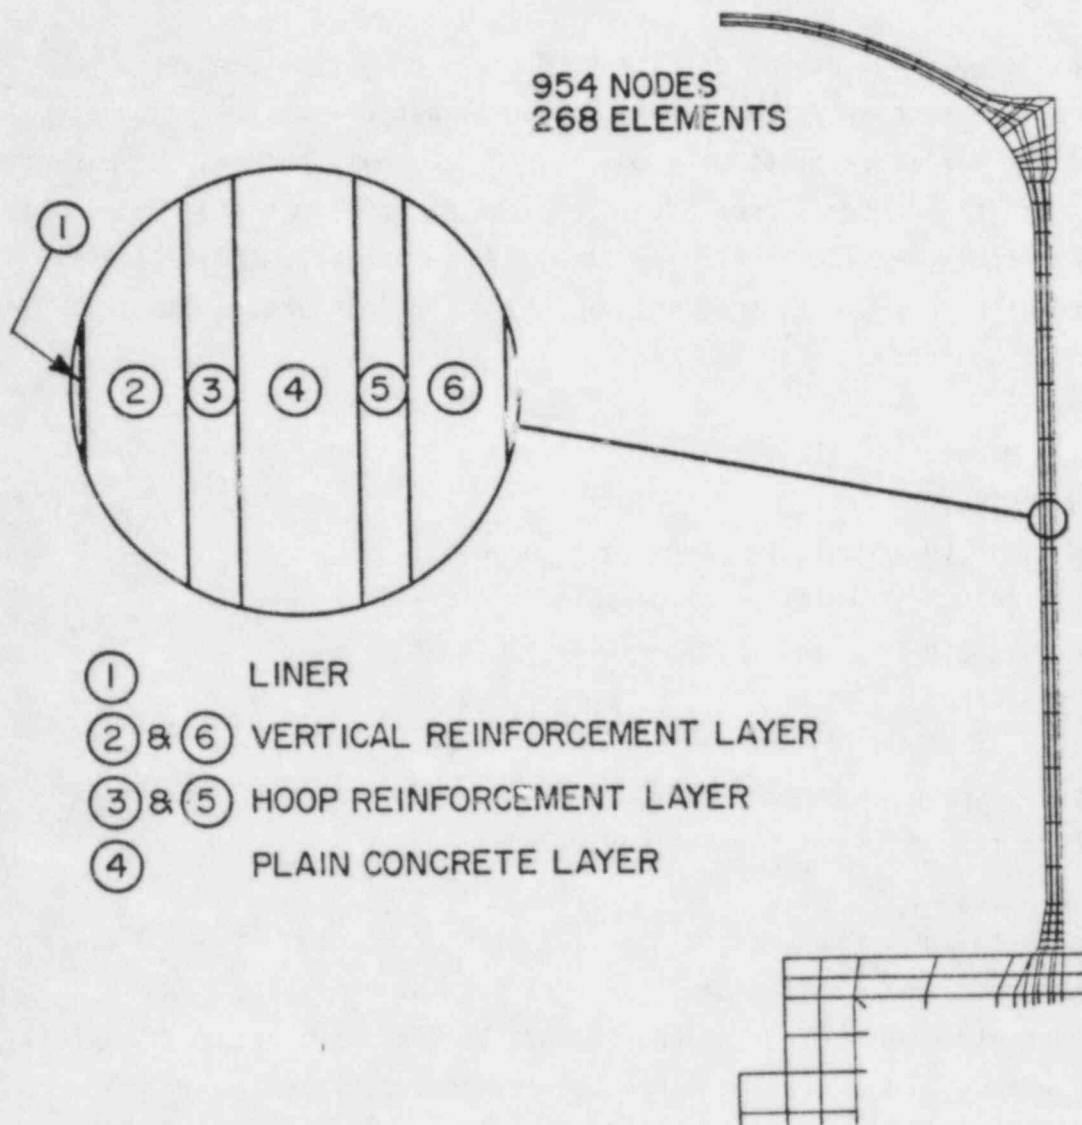 954 NODES
268 ELEMENTS
1
2 3 4 5 6
1 LINER
2 & 6 VERTICAL REINFORCEMENT LAYER
3 & 5 HOOP REINFORCEMENT LAYER
4 PLAIN CONCRETE LAYER